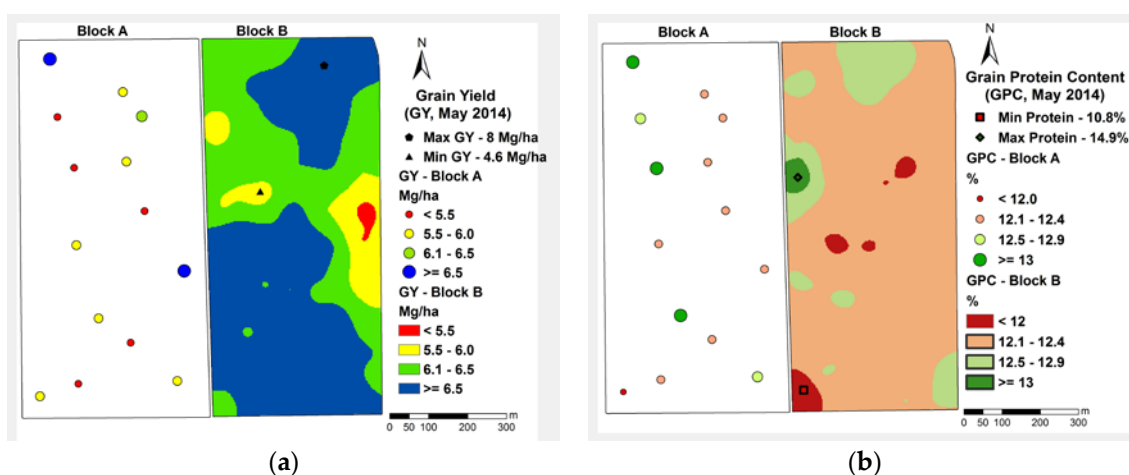 Block A
Block B
N
Grain Yield
(GY, May 2014)
Max GY - 8 Mg/ha
Min GY - 4.6 Mg/ha
GY - Block A
Mg/ha
< 5.5
5.5 - 6.0
6.1 - 6.5
>= 6.5
GY - Block B
Mg/ha
< 5.5
5.5 - 6.0
6.1 - 6.5
>= 6.5
0 50 100 200 300 m
(a)
Block A
Block B
N
Grain Protein Content
(GPC, May 2014)
Min Protein - 10.8%
Max Protein - 14.9%
GPC - Block A
%
< 12.0
12.1 - 12.4
12.5 - 12.9
>= 13
GPC - Block B
%
< 12
12.1 - 12.4
12.5 - 12.9
>= 13
0 50 100 200 300 m
(b)